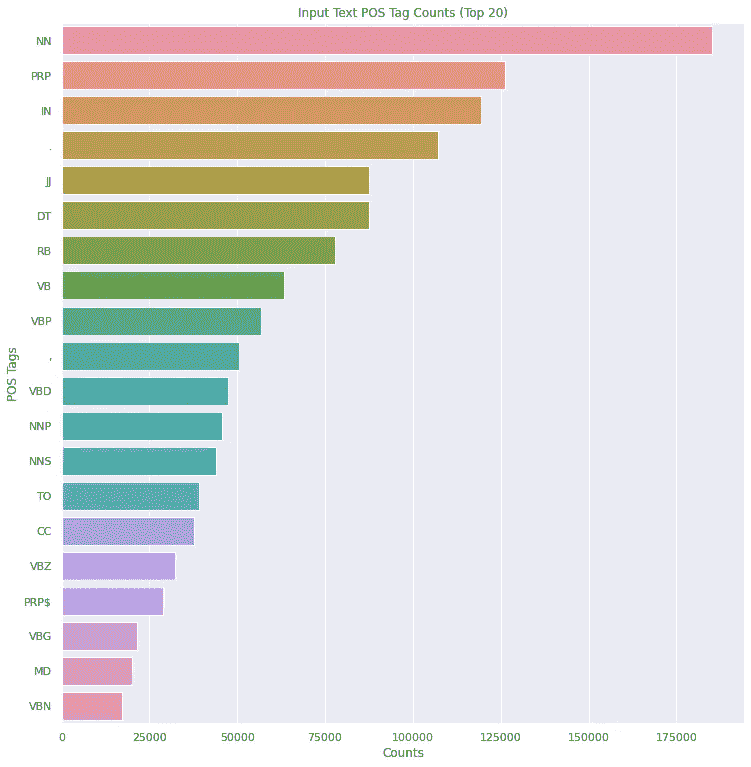 Input Text POS Tag Counts (Top 20)
NN
PRP
IN
.
JJ
DT
RB
VB
VBP
,
VBD
NNP
NNS
TO
CC
VBZ
PRP$
VBG
MD
VBN
POS Tags
0 25000 50000 75000 100000 125000 150000 175000
Counts